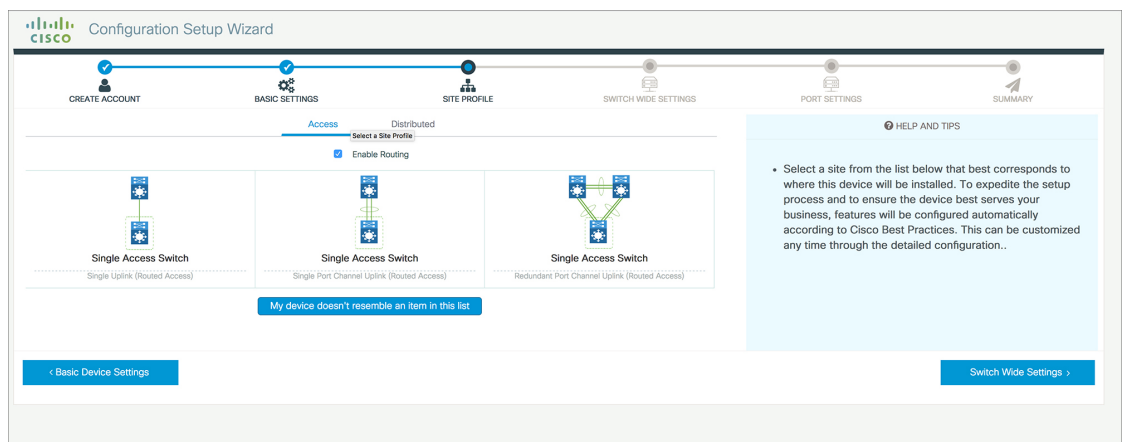 CISCO
Configuration Setup Wizard
CREATE ACCOUNT
BASIC SETTINGS
SITE PROFILE
SWITCH WIDE SETTINGS
PORT SETTINGS
SUMMARY
Access
Distributed
Select a Site Profile
Enable Routing
Single Access Switch
Single Uplink (Routed Access)
Single Access Switch
Single Port Channel Uplink (Routed Access)
Single Access Switch
Redundant Port Channel Uplink (Routed Access)
My device doesn't resemble an item in this list
HELP AND TIPS
• Select a site from the list below that best corresponds to
where this device will be installed. To expedite the setup
process and to ensure the device best serves your
business, features will be configured automatically
according to Cisco Best Practices. This can be customized
any time through the detailed configuration..
‹ Basic Device Settings
Switch Wide Settings ›